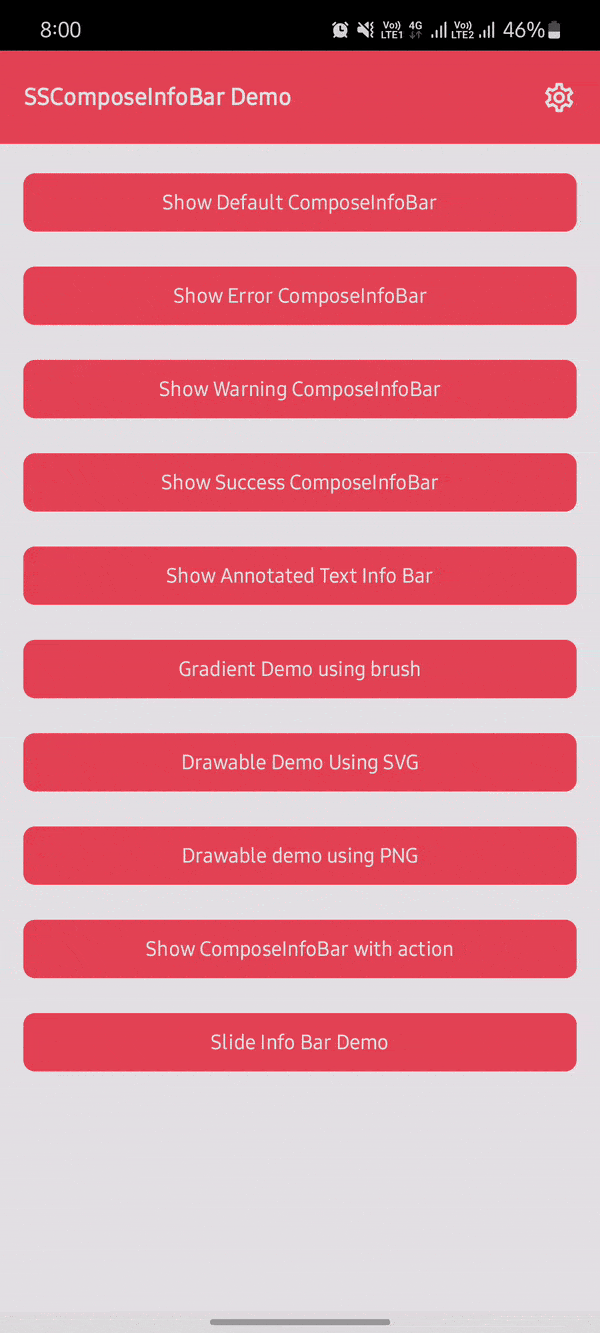 8:00 Vo)) LTE1 4G Vo)) LTE2 46%
SSComposeInfoBar Demo
Show Default ComposeInfoBar
Show Error ComposeInfoBar
Show Warning ComposeInfoBar
Show Success ComposeInfoBar
Show Annotated Text Info Bar
Gradient Demo using brush
Drawable Demo Using SVG
Drawable demo using PNG
Show ComposeInfoBar with action
Slide Info Bar Demo